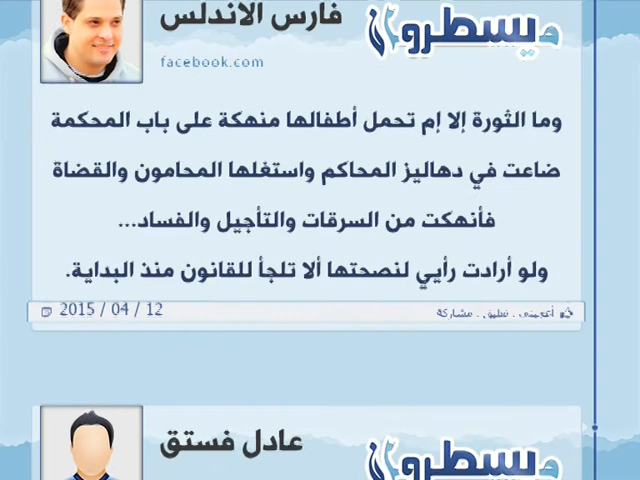 فارس الاندلس
يسطرون
facebook.com
وما الثورة إلا إم تحمل أطفالها منهكة على باب المحكمة
ضاعت في دهاليز المحاكم واستغلها المحامون والقضاة
فأنهكت من السرقات والتأجيل والفساد...
ولو أرادت رأيي لنصحتها ألا تلجأ للقانون منذ البداية.
2015 / 04 / 12
أعجبني . تعليق . مشاركة
عادل فستق
يسطرون